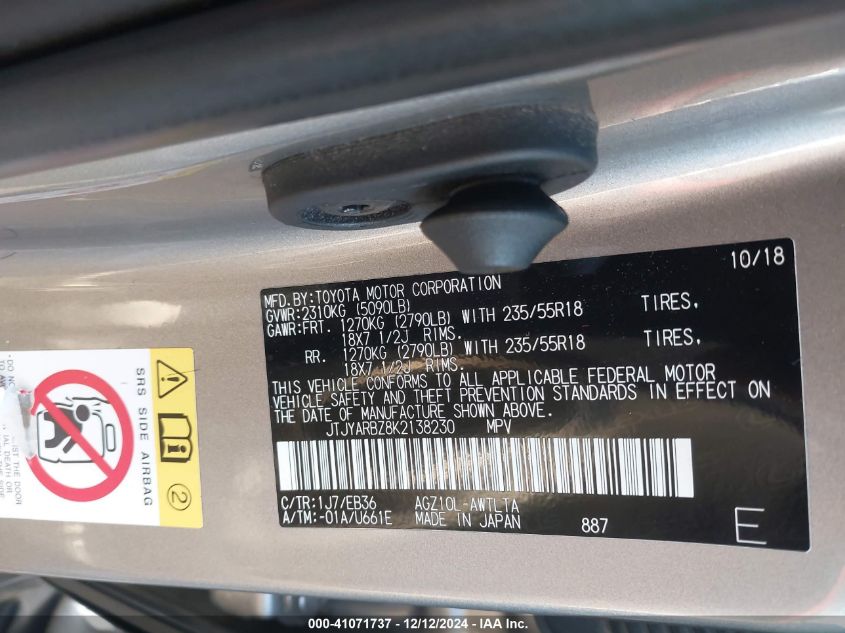 10/18
MFD.BY:TOYOTA MOTOR CORPORATION
GVWR:2310KG (5090LB)
GAWR:FRT. 1270KG (2790LB) WITH 235/55R18 TIRES,
18X7 1/2J RIMS.
RR. 1270KG (2790LB) WITH 235/55R18 TIRES,
18X7 1/2J RIMS.
THIS VEHICLE CONFORMS TO ALL APPLICABLE FEDERAL MOTOR
VEHICLE SAFETY AND THEFT PREVENTION STANDARDS IN EFFECT ON
THE DATE OF MANUFACTURE SHOWN ABOVE.
JTJYARBZ8K2138230 MPV
C/TR:1J7/EB36 AGZ10L-AWTLTA
A/TM:-01A/U661E MADE IN JAPAN 887
E
SRS SIDE AIRBAG
2
000-41071737 - 12/12/2024 - IAA Inc.